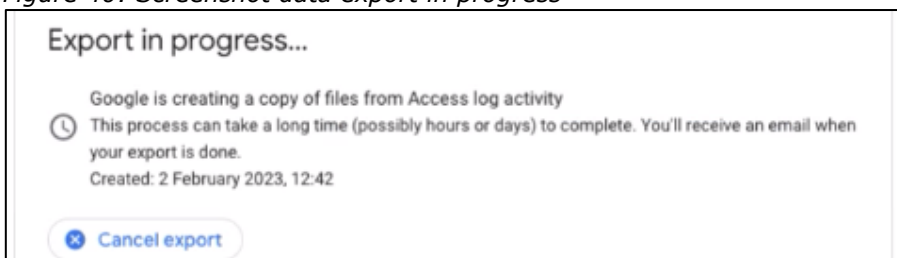 Figure 40: Screenshot data export in progress
Export in progress...
Google is creating a copy of files from Access log activity
This process can take a long time (possibly hours or days) to complete. You'll receive an email when
your export is done.
Created: 2 February 2023, 12:42
Cancel export